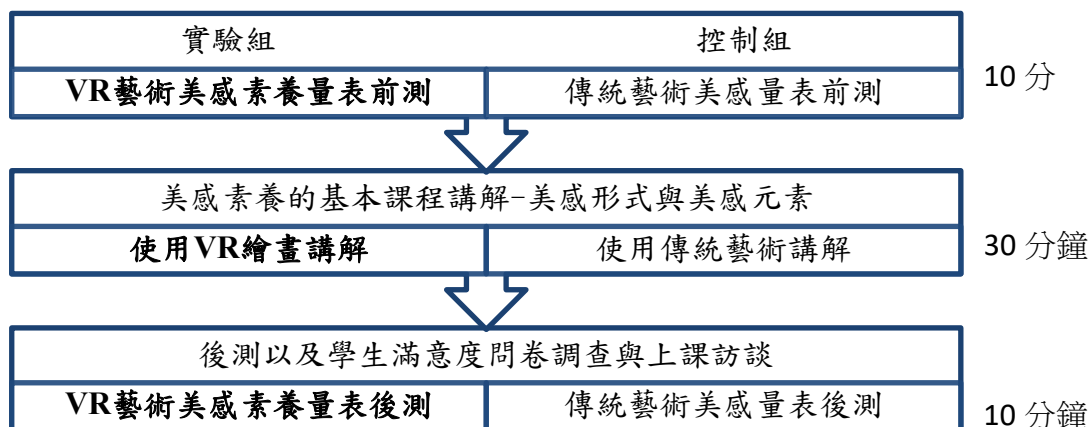 實驗組 控制組
VR藝術美感素養量表前測 傳統藝術美感量表前測 10 分
美感素養的基本課程講解-美感形式與美感元素
使用VR繪畫講解 使用傳統藝術講解 30 分鐘
後測以及學生滿意度問卷調查與上課訪談
VR藝術美感素養量表後測 傳統藝術美感量表後測 10 分鐘